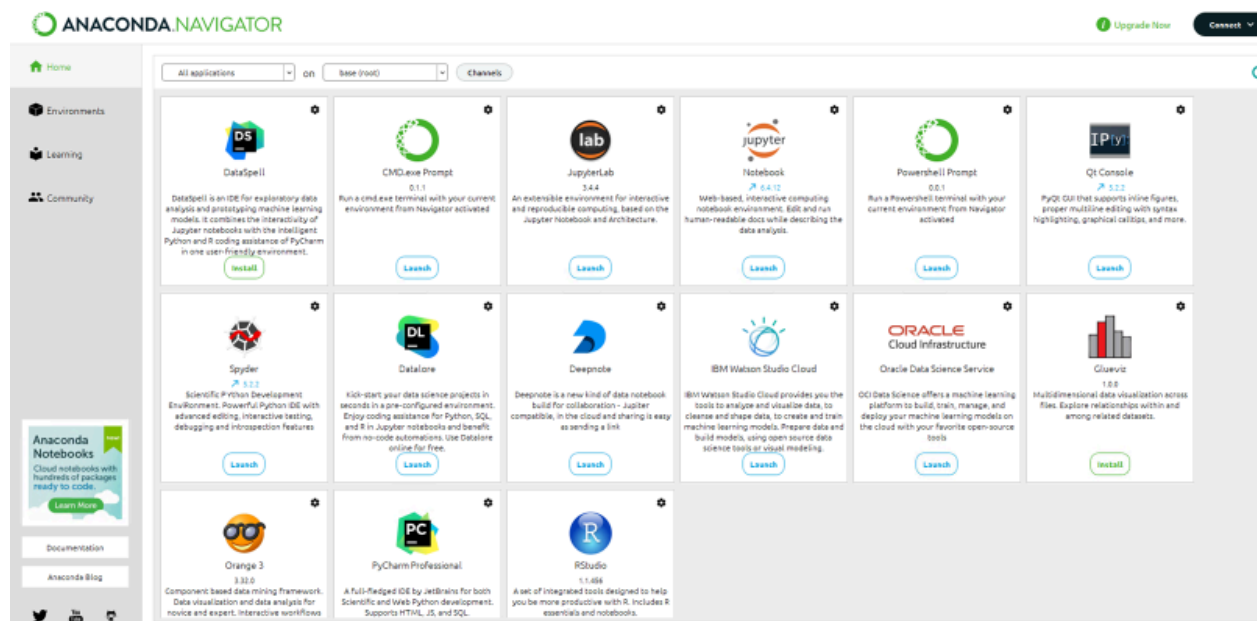 ANACONDA.NAVIGATOR
Upgrade Now
Connect
Home
All applications
on
base (root)
Channels
Environments
Learning
Community
DS
DataSpell
DataSpell is an IDE for exploratory data
analysis and prototyping machine learning
models. It combines the interactivity of
Jupyter notebooks with the intelligent
Python and R coding assistance of PyCharm
in one user-friendly environment.
Install
CMD.exe Prompt
0.1.1
Run a cmd.exe terminal with your current
environment from Navigator activated
Launch
lab
JupyterLab
3.4.4
An extensible environment for interactive
and reproducible computing, based on the
Jupyter Notebook and Architecture.
Launch
jupyter
Notebook
6.4.12
Web-based, interactive computing
notebook environment. Edit and run
human-readable docs while describing the
data analysis.
Launch
Powershell Prompt
0.0.1
Run a Powershell terminal with your
current environment from Navigator
activated
Launch
IP[y]:
Qt Console
5.2.2
PyQt GUI that supports inline figures,
proper multiline editing with syntax
highlighting, graphical calltips, and more.
Launch
Spyder
5.2.2
Scientific PYthon Development
EnviRonment. Powerful Python IDE with
advanced editing, interactive testing,
debugging and introspection features
Launch
DL
Datalore
Kick-start your data science projects in
seconds in a pre-configured environment.
Enjoy coding assistance for Python, SQL,
and R in Jupyter notebooks and benefit
from no-code automations. Use Datalore
online for free.
Launch
Deepnote
Deepnote is a new kind of data notebook
build for collaboration - Jupiter
compatible, in the cloud and sharing is easy
as sending a link
Launch
IBM Watson Studio Cloud
IBM Watson Studio Cloud provides you the
tools to analyze and visualize data, to
cleanse and shape data, to create and train
machine learning models. Prepare data and
build models, using open source data
science tools or visual modeling.
Launch
ORACLE
Cloud Infrastructure
Oracle Data Science Service
OCI Data Science offers a machine learning
platform to build, train, manage, and
deploy your machine learning models on
the cloud with your favorite open-source
tools
Launch
Glueviz
1.0.0
Multidimensional data visualization across
files. Explore relationships within and
among related datasets.
Install
Anaconda
Notebooks
New!
Cloud notebooks with
hundreds of packages
ready to code.
Learn More
Documentation
Anaconda Blog
You
Orange 3
3.32.0
Component based data mining framework.
Data visualization and data analysis for
novice and expert. Interactive workflows
PC
PyCharm Professional
A full-fledged IDE by JetBrains for both
Scientific and Web Python development.
Supports HTML, JS, and SQL.
R
RStudio
1.1.456
A set of integrated tools designed to help
you be more productive with R. Includes R
essentials and notebooks.